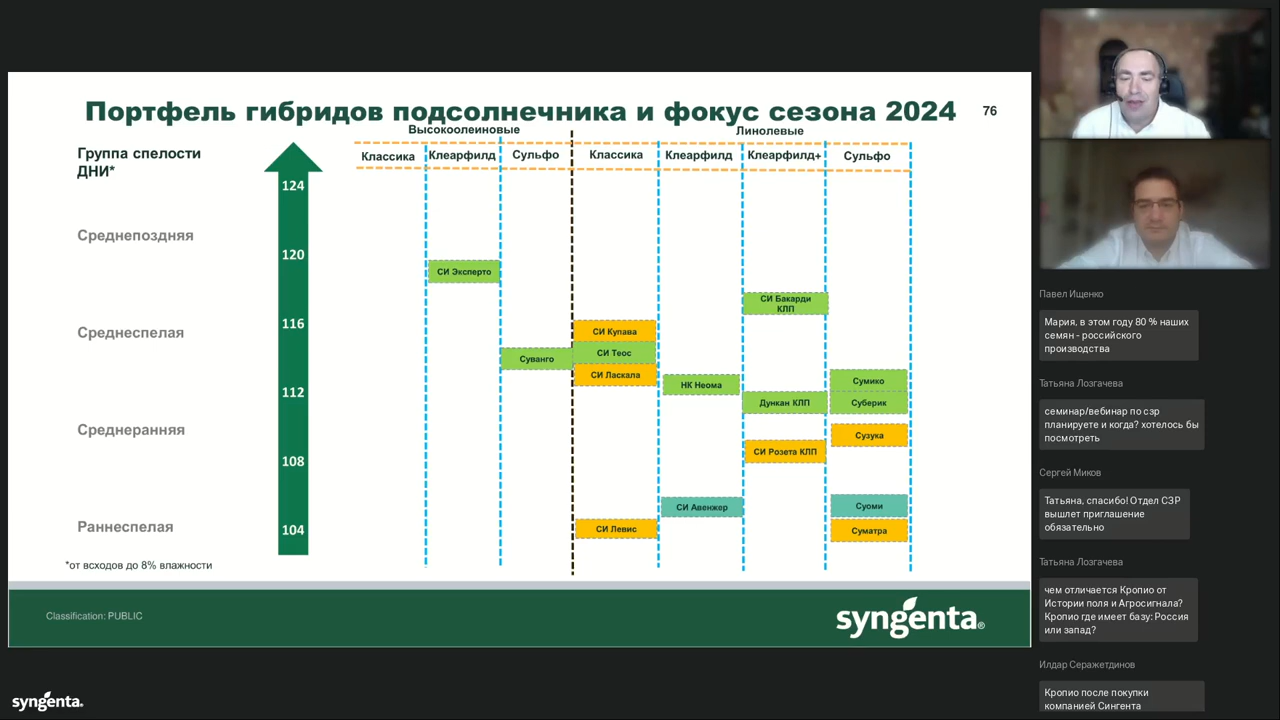 Портфель гибридов подсолнечника и фокус сезона 2024
76
Высокоолеиновые
Линолевые
Группа спелости
ДНИ*
Классика
Клеарфилд
Сульфо
Классика
Клеарфилд
Клеарфилд+
Сульфо
124
Среднепоздняя
120
СИ Эксперто
СИ Бакарди
КЛП
116
Среднеспелая
СИ Купава
Суванго
СИ Теос
СИ Ласкала
НК Неома
Сумико
112
Дункан КЛП
Суберик
Среднеранняя
Сузука
СИ Розета КЛП
108
СИ Авенжер
Суоми
Раннеспелая
104
СИ Левис
Суматра
*от всходов до 8% влажности
Classification: PUBLIC
syngenta®
syngenta.
Павел Ищенко
Мария, в этом году 80 % наших
семян - российского
производства
Татьяна Лозгачева
семинар/вебинар по сзр
планируете и когда? хотелось бы
посмотреть
Сергей Миков
Татьяна, спасибо! Отдел СЗР
вышлет приглашение
обязательно
Татьяна Лозгачева
чем отличается Кропио от
Истории поля и Агросигнала?
Кропио где имеет базу: Россия
или запад?
Илдар Серажетдинов
Кропио после покупки
компанией Сингента